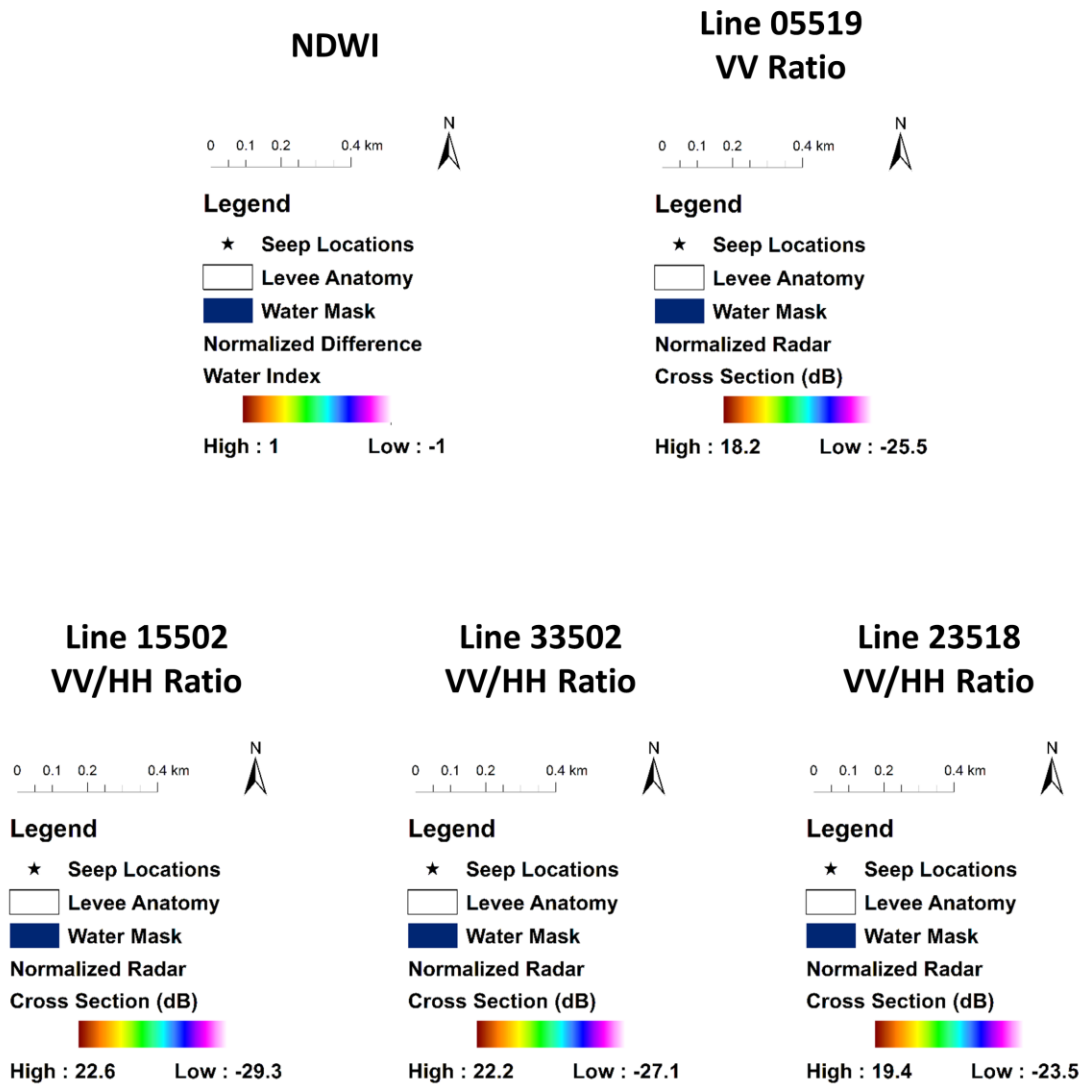 NDWI
N
0 0.1 0.2 0.4 km
Legend
Seep Locations
Levee Anatomy
Water Mask
Normalized Difference
Water Index
High : 1 Low : -1
Line 05519
VV Ratio
N
0 0.1 0.2 0.4 km
Legend
Seep Locations
Levee Anatomy
Water Mask
Normalized Radar
Cross Section (dB)
High : 18.2 Low : -25.5
Line 15502
VV/HH Ratio
N
0 0.1 0.2 0.4 km
Legend
Seep Locations
Levee Anatomy
Water Mask
Normalized Radar
Cross Section (dB)
High : 22.6 Low : -29.3
Line 33502
VV/HH Ratio
N
0 0.1 0.2 0.4 km
Legend
Seep Locations
Levee Anatomy
Water Mask
Normalized Radar
Cross Section (dB)
High : 22.2 Low : -27.1
Line 23518
VV/HH Ratio
N
0 0.1 0.2 0.4 km
Legend
Seep Locations
Levee Anatomy
Water Mask
Normalized Radar
Cross Section (dB)
High : 19.4 Low : -23.5